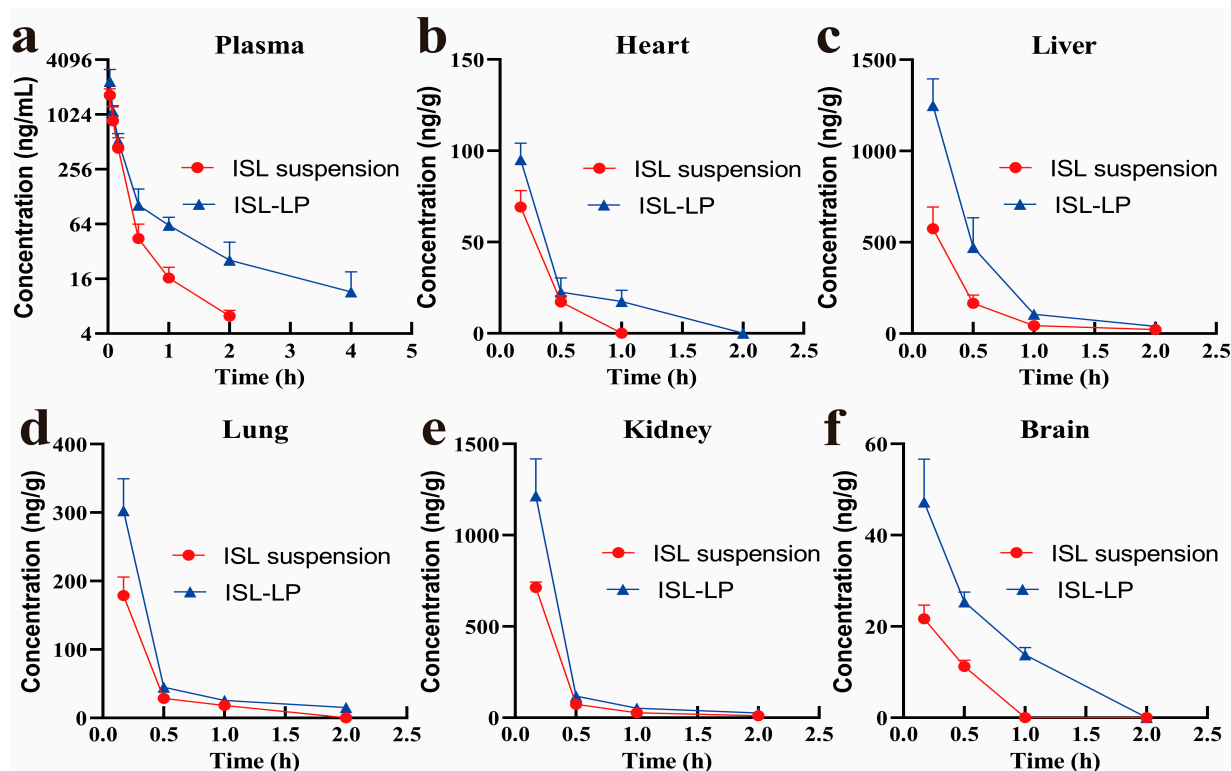 a
Plasma
Concentration (ng/mL)
4096
1024
256
64
16
4
0
1
2
3
4
5
Time (h)
ISL suspension
ISL-LP
b
Heart
Concentration (ng/g)
150
100
50
0
0.0
0.5
1.0
1.5
2.0
2.5
Time (h)
ISL suspension
ISL-LP
c
Liver
Concentration (ng/g)
1500
1000
500
0
0.0
0.5
1.0
1.5
2.0
2.5
Time (h)
ISL suspension
ISL-LP
d
Lung
Concentration (ng/g)
400
300
200
100
0
0.0
0.5
1.0
1.5
2.0
2.5
Time (h)
ISL suspension
ISL-LP
e
Kidney
Concentration (ng/g)
1500
1000
500
0
0.0
0.5
1.0
1.5
2.0
2.5
Time (h)
ISL suspension
ISL-LP
f
Brain
Concentration (ng/g)
60
40
20
0
0.0
0.5
1.0
1.5
2.0
2.5
Time (h)
ISL suspension
ISL-LP